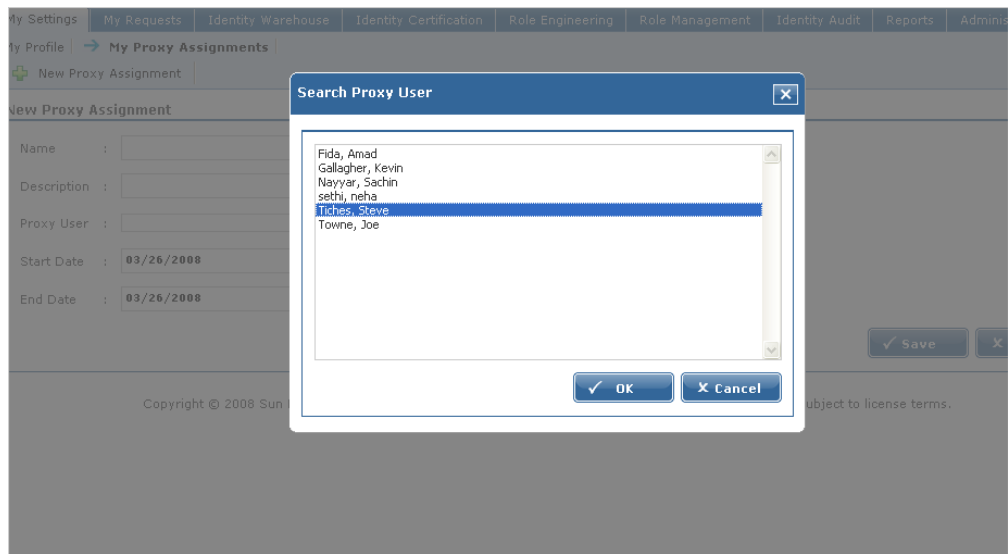 My Settings My Requests Identity Warehouse Identity Certification Role Engineering Role Management Identity Audit Reports
My Profile My Proxy Assignments
New Proxy Assignment
New Proxy Assignment
Name :
Description :
Proxy User :
Start Date : 03/26/2008
End Date : 03/26/2008
Save
Copyright © 2008 Sun
subject to license terms.
Search Proxy User
Fida, Amad
Gallagher, Kevin
Nayyar, Sachin
sethi, neha
Tiches, Steve
Towne, Joe
OK Cancel